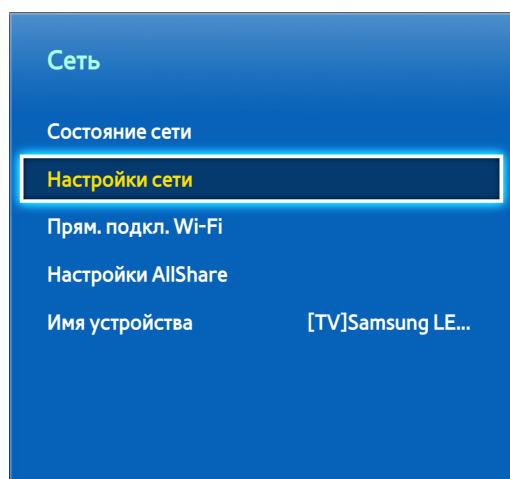 Сеть
Состояние сети
Настройки сети
Прям. подкл. Wi-Fi
Настройки AllShare
Имя устройства [TV]Samsung LE...